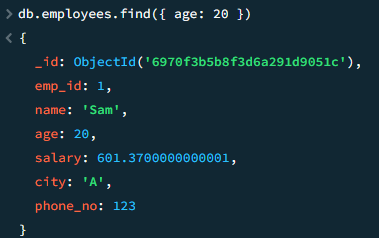 > db.employees.find({ age: 20 })
< {
_id: ObjectId('6970f3b5b8f3d6a291d9051c'),
emp_id: 1,
name: 'Sam',
age: 20,
salary: 601.3700000000001,
city: 'A',
phone_no: 123
}